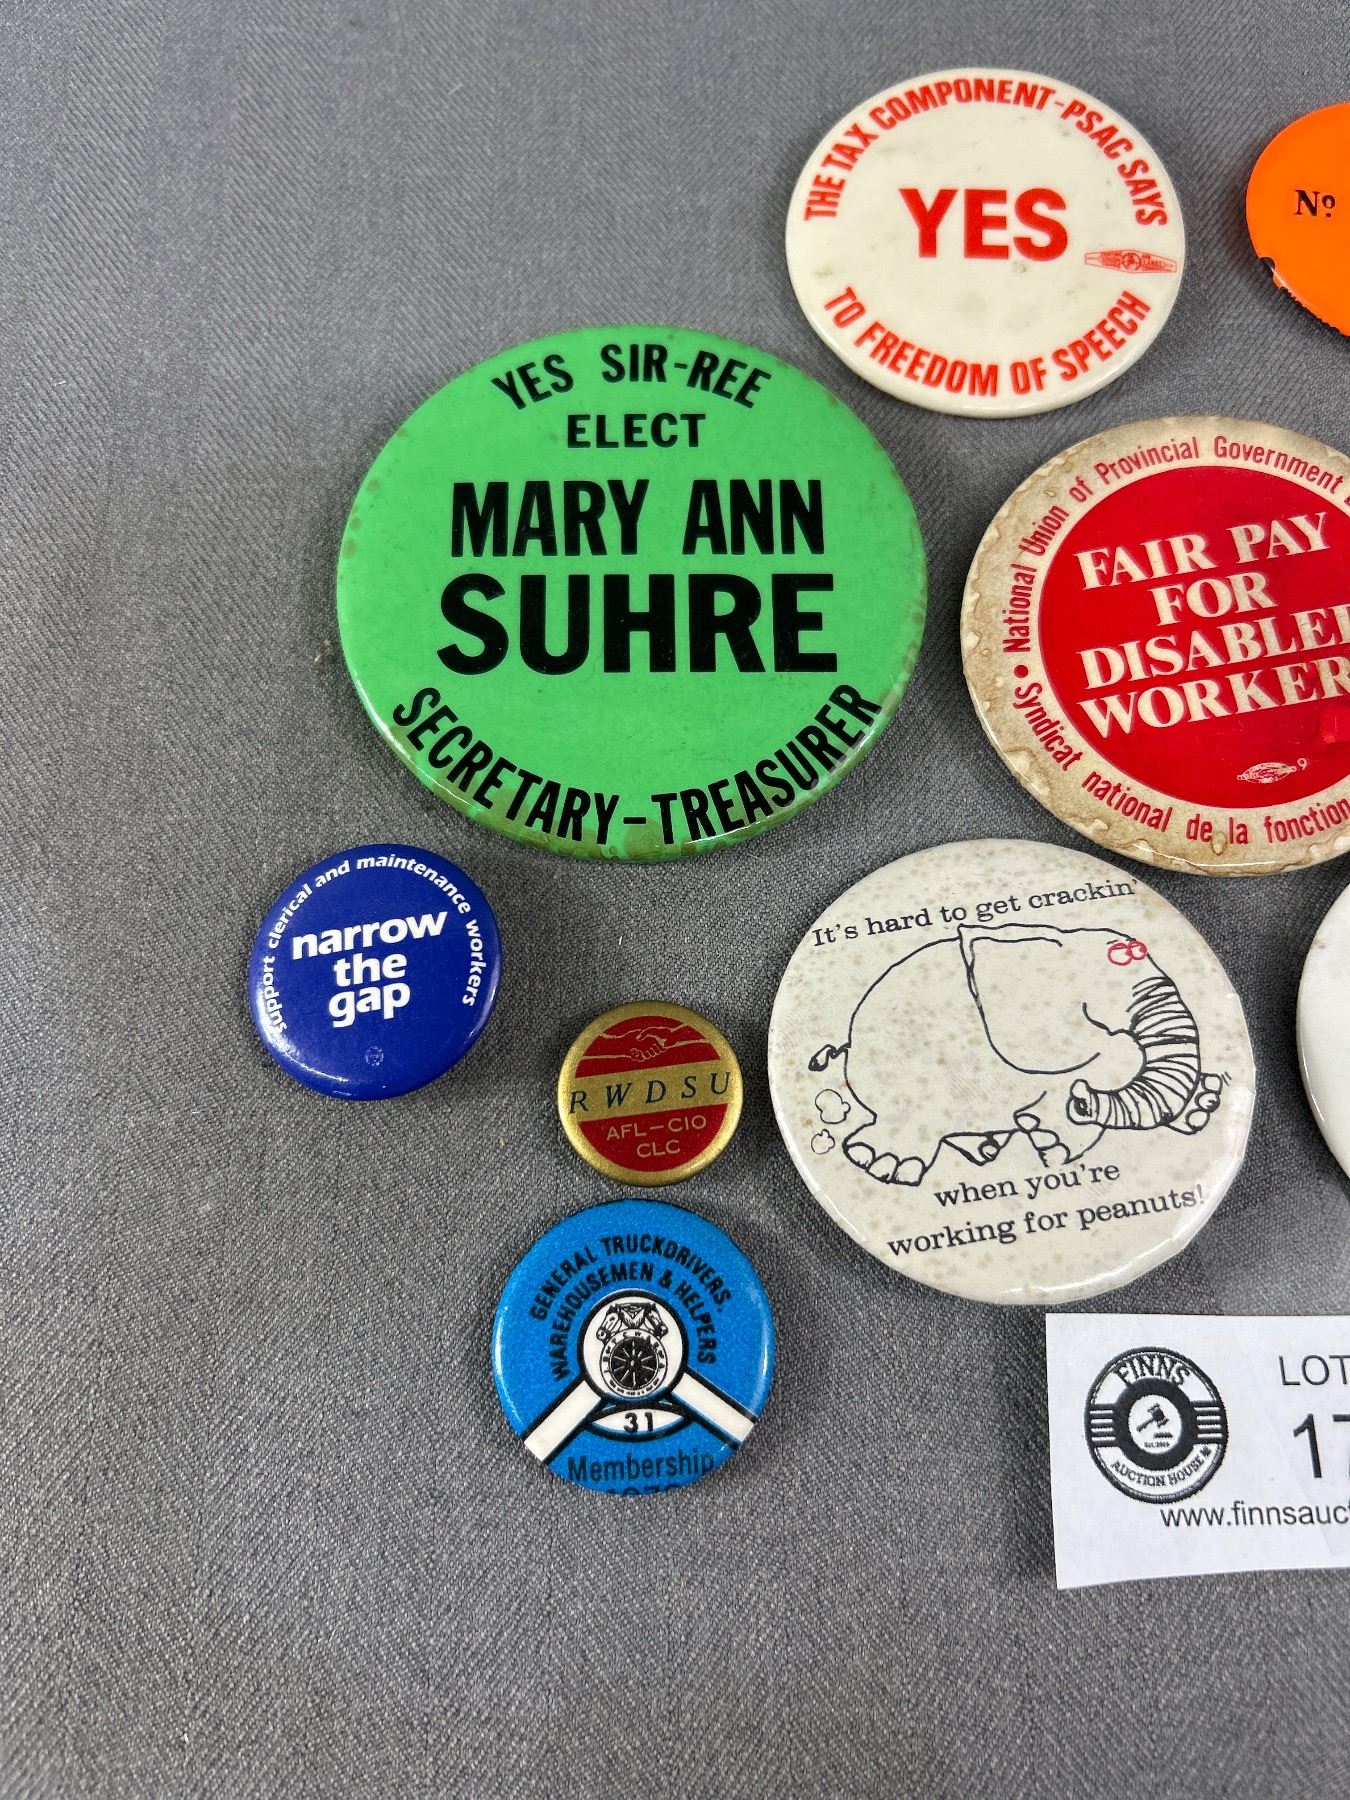 THE TAX COMPONENT-PSAC SAYS
YES
TO FREEDOM OF SPEECH
Nº
YES SIR-REE
ELECT
MARY ANN
SUHRE
SECRETARY-TREASURER
• National Union of Provincial Government
FAIR PAY
FOR
DISABLED
WORKER
9
Syndicat national de la fonction
support clerical and maintenance workers
narrow
the
gap
RWDSU
AFL-CIO
CLC
It's hard to get crackin'
when you're
working for peanuts!
GENERAL TRUCKDRIVERS,
WAREHOUSEMEN & HELPERS
31
Membership
FINNS
AUCTION HOUSE
LOT
17
www.finnsauct